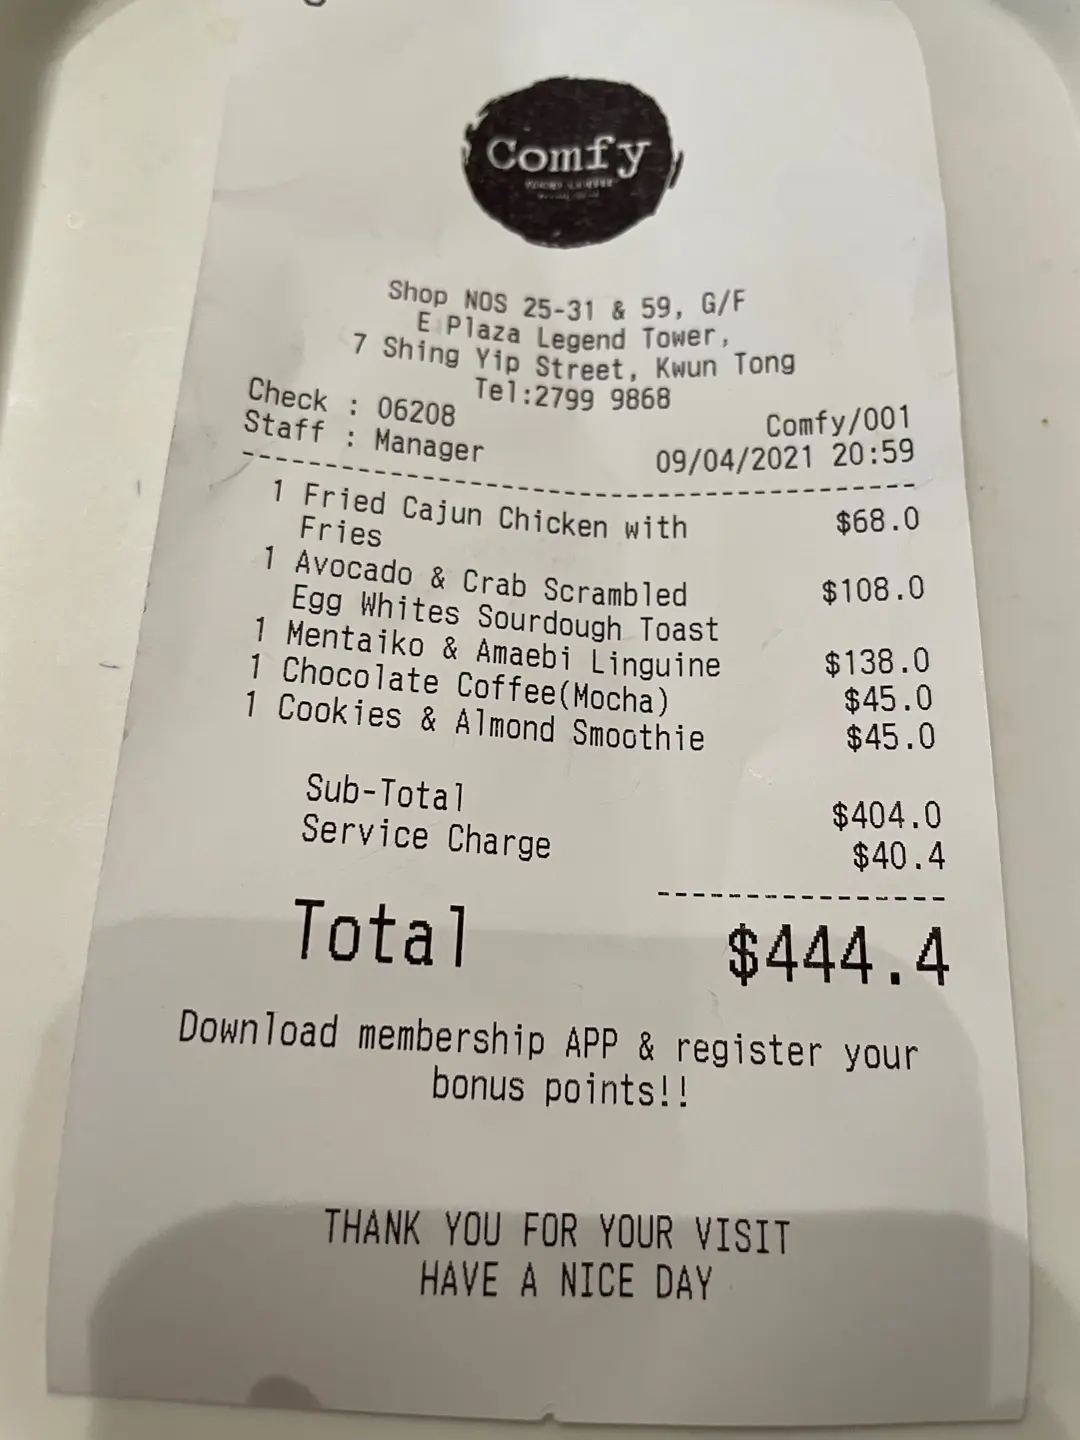 Comfy
Shop NOS 25-31 & 59, G/F
E Plaza Legend Tower,
7 Shing Yip Street, Kwun Tong
Tel:2799 9868
Check : 06208 Comfy/001
Staff : Manager 09/04/2021 20:59
1 Fried Cajun Chicken with $68.0
Fries
1 Avocado & Crab Scrambled $108.0
Egg Whites Sourdough Toast
1 Mentaiko & Amaebi Linguine $138.0
1 Chocolate Coffee(Mocha) $45.0
1 Cookies & Almond Smoothie $45.0
Sub-Total $404.0
Service Charge $40.4
Total $444.4
Download membership APP & register your
bonus points!!
THANK YOU FOR YOUR VISIT
HAVE A NICE DAY